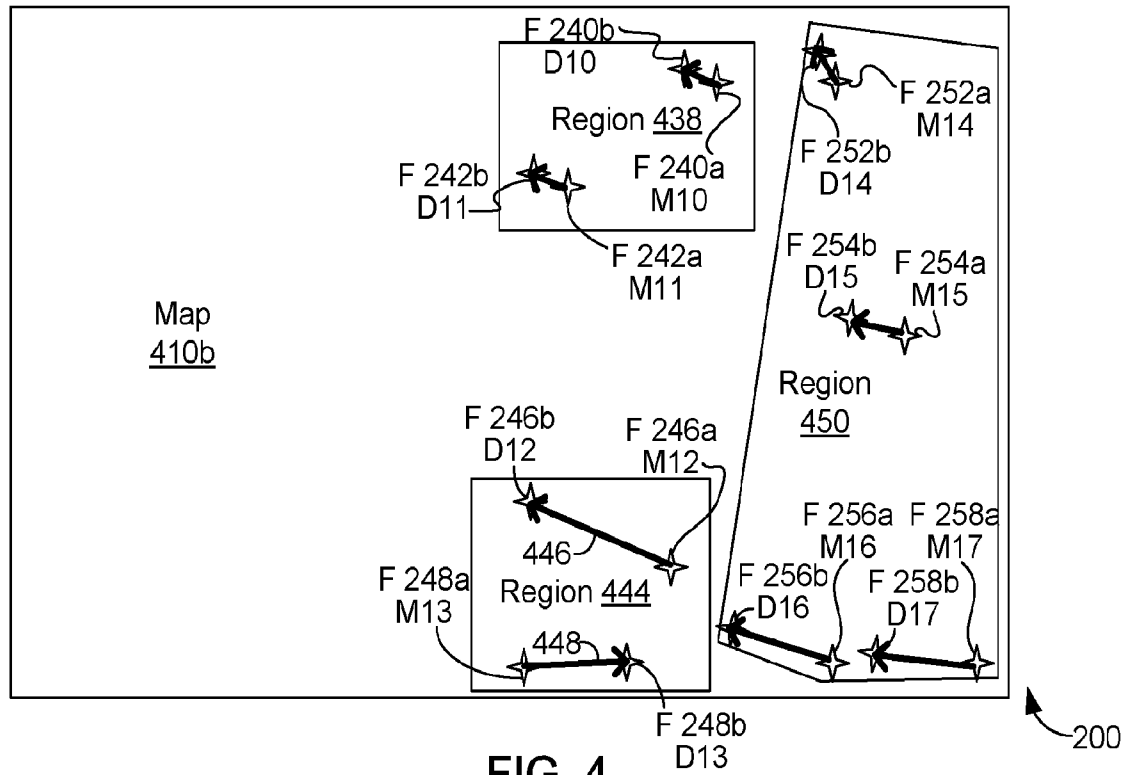 F 240b
D10
Region 438
F 240a
M10
F 242b
D11
F 242a
M11
F 252a
M14
F 252b
D14
F 254b
D15
F 254a
M15
Map
410b
Region
450
F 246b
D12
F 246a
M12
446
Region 444
F 248a
M13
448
F 248b
D13
F 256a
M16
F 258a
M17
F 256b
D16
F 258b
D17
200
FIG. 4